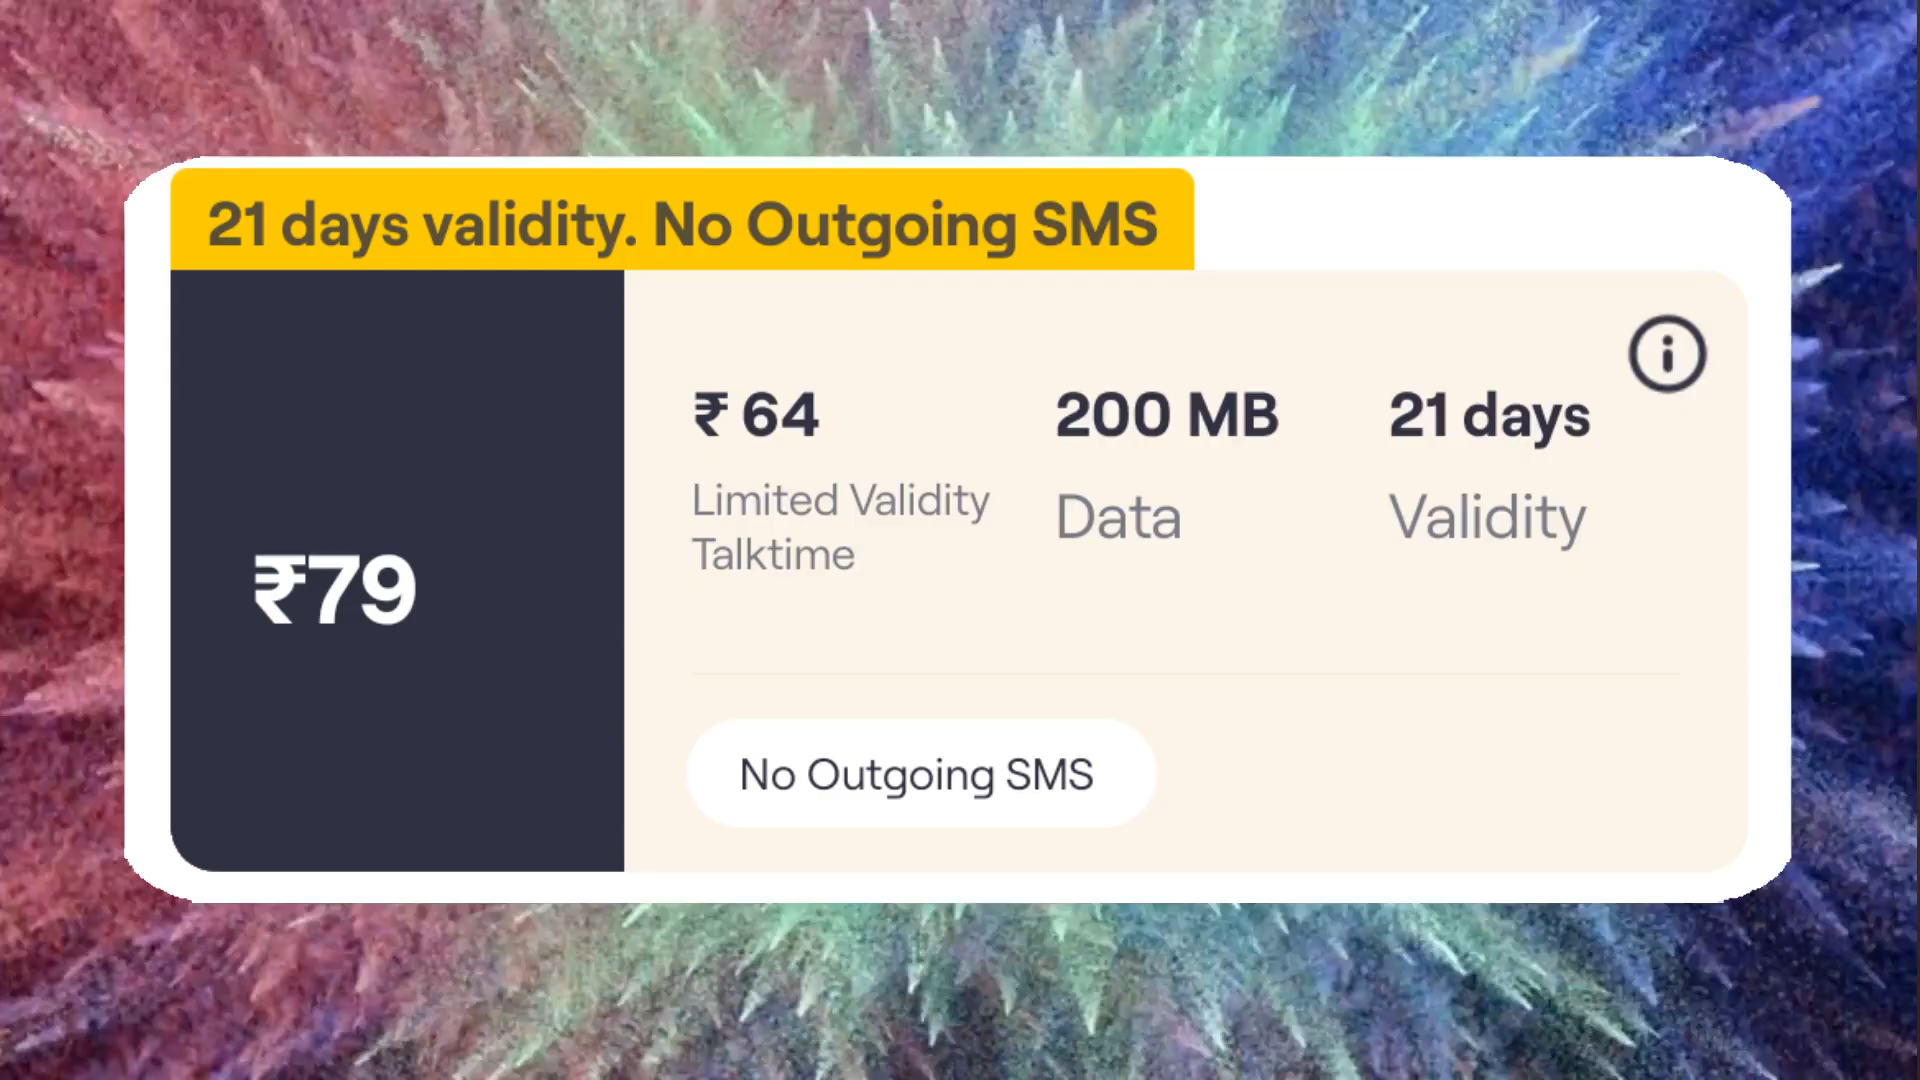 21 days validity. No Outgoing SMS
₹79
₹ 64
Limited Validity
Talktime
200 MB
Data
21 days
Validity
No Outgoing SMS